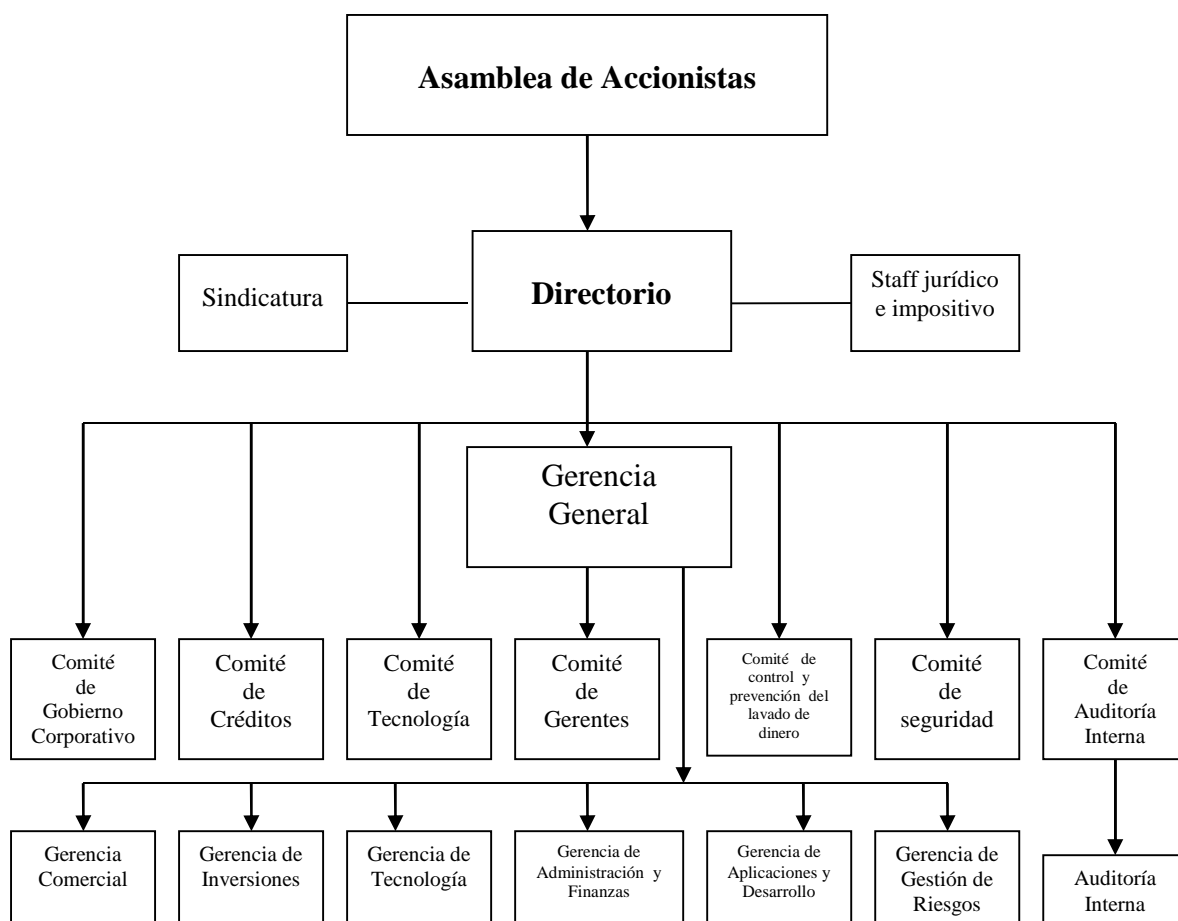 Asamblea de Accionistas
Sindicatura
Directorio
Staff jurídico
e impositivo
Gerencia
General
Comité
de
Gobierno
Corporativo
Comité
de
Créditos
Comité
de
Tecnología
Comité
de
Gerentes
Comité de
control y
prevención del
lavado de
dinero
Comité
de
seguridad
Comité
de
Auditoría
Interna
Gerencia
Comercial
Gerencia de
Inversiones
Gerencia de
Tecnología
Gerencia de
Administración y
Finanzas
Gerencia de
Aplicaciones y
Desarrollo
Gerencia de
Gestión de
Riesgos
Auditoría
Interna